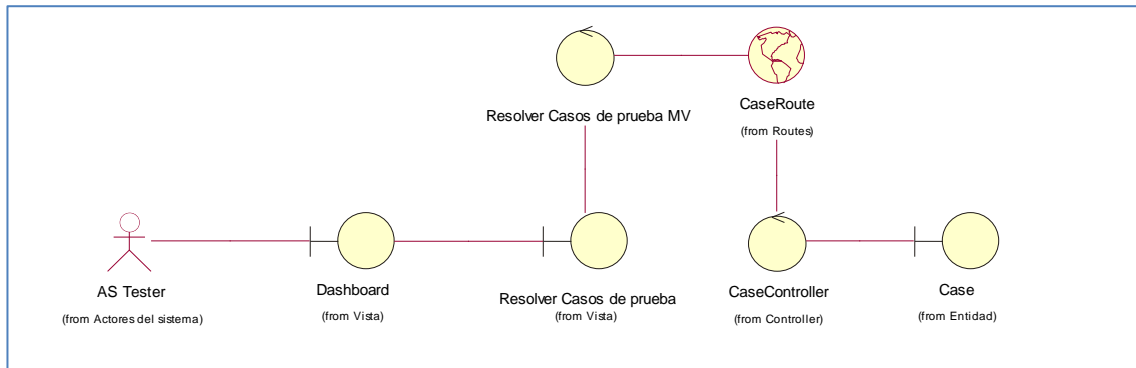 Resolver Casos de prueba MV
CaseRoute
(from Routes)
AS Tester
(from Actores del sistema)
Dashboard
(from Vista)
Resolver Casos de prueba
(from Vista)
CaseController
(from Controller)
Case
(from Entidad)